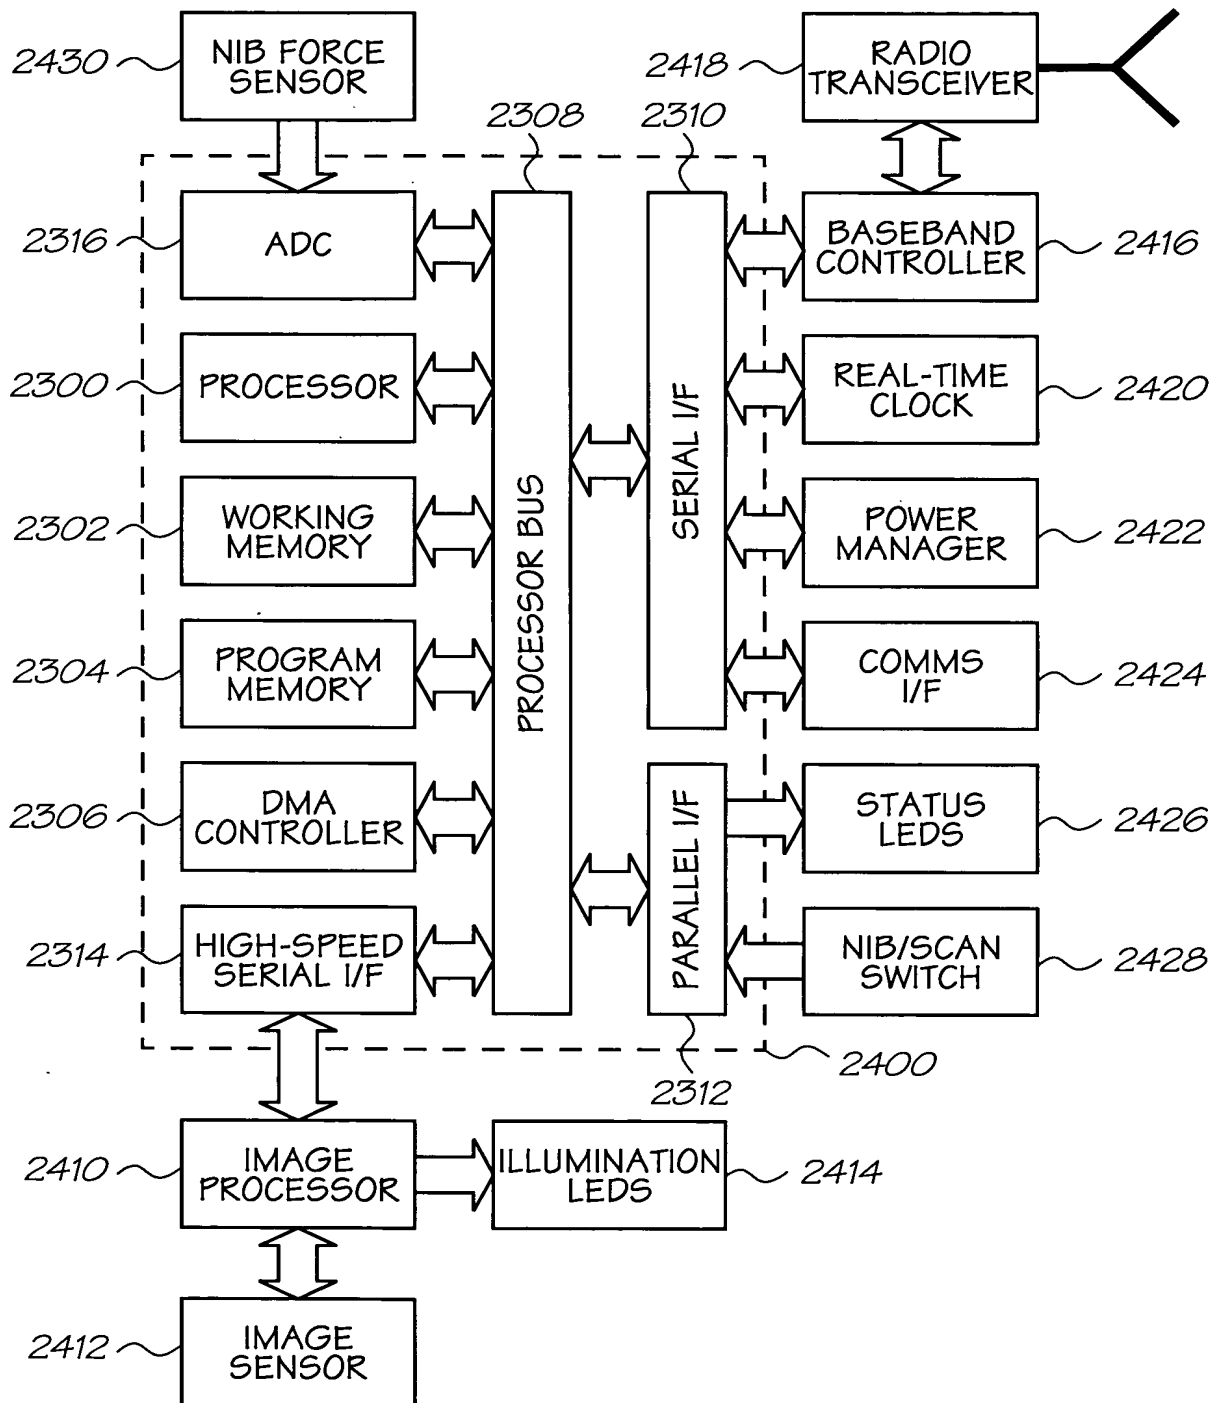 2430
NIB FORCE
SENSOR
2418
RADIO
TRANSCEIVER
2308
2310
2316
ADC
BASEBAND
CONTROLLER
2416
2300
PROCESSOR
REAL-TIME
CLOCK
2420
2302
WORKING
MEMORY
PROCESSOR BUS
SERIAL I/F
POWER
MANAGER
2422
2304
PROGRAM
MEMORY
COMMS
I/F
2424
2306
DMA
CONTROLLER
PARALLEL I/F
STATUS
LEDS
2426
2314
HIGH-SPEED
SERIAL I/F
NIB/SCAN
SWITCH
2428
2312
2400
2410
IMAGE
PROCESSOR
ILLUMINATION
LEDS
2414
2412
IMAGE
SENSOR